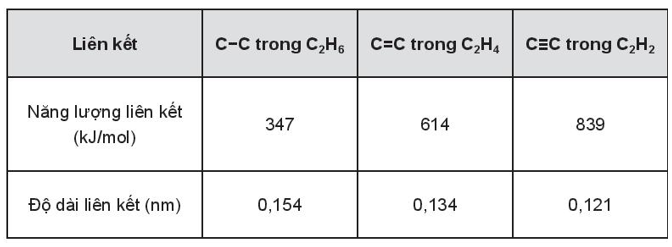 Liên kết C−C trong C₂H₆ C=C trong C₂H₄ C≡C trong C₂H₂
Năng lượng liên kết
(kJ/mol) 347 614 839
Độ dài liên kết (nm) 0,154 0,134 0,121